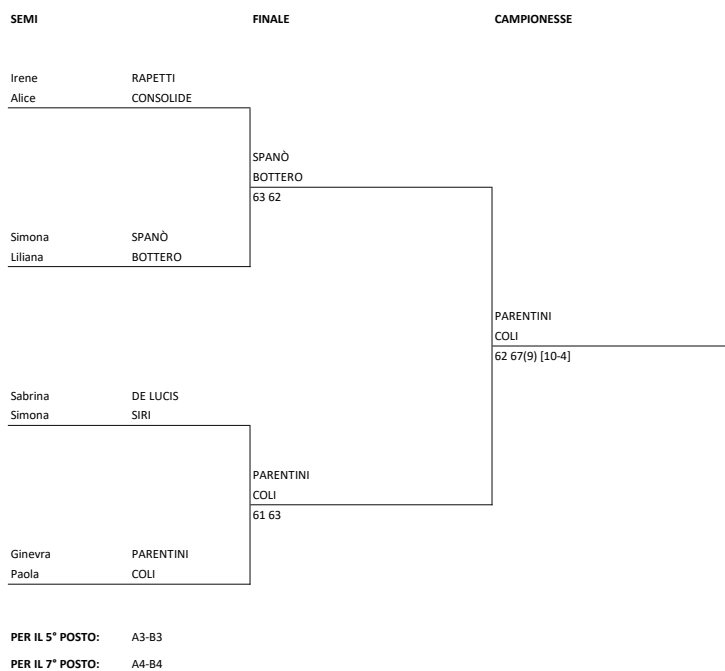 SEMI FINALE CAMPIONESSE
Irene RAPETTI
Alice CONSOLIDE
SPANÒ
BOTTERO
63 62
Simona SPANÒ
Liliana BOTTERO
PARENTINI
COLI
62 67(9) [10-4]
Sabrina DE LUCIS
Simona SIRI
PARENTINI
COLI
61 63
Ginevra PARENTINI
Paola COLI
PER IL 5° POSTO: A3-B3
PER IL 7° POSTO: A4-B4